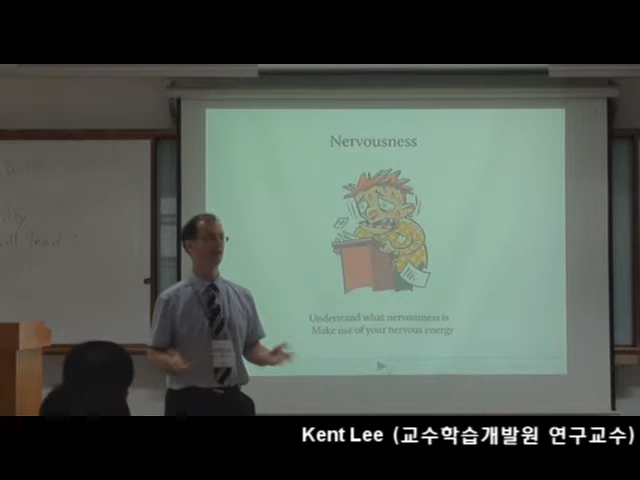 Nervousness
Understand what nervousness is
Make use of your nervous energy
Kent Lee (교수학습개발원 연구교수)